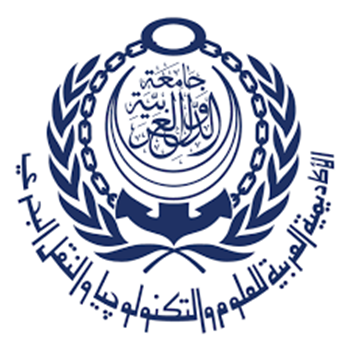 جامعة
الدول العربية
الأكاديمية العربية للعلوم والتكنولوجيا والنقل البحري